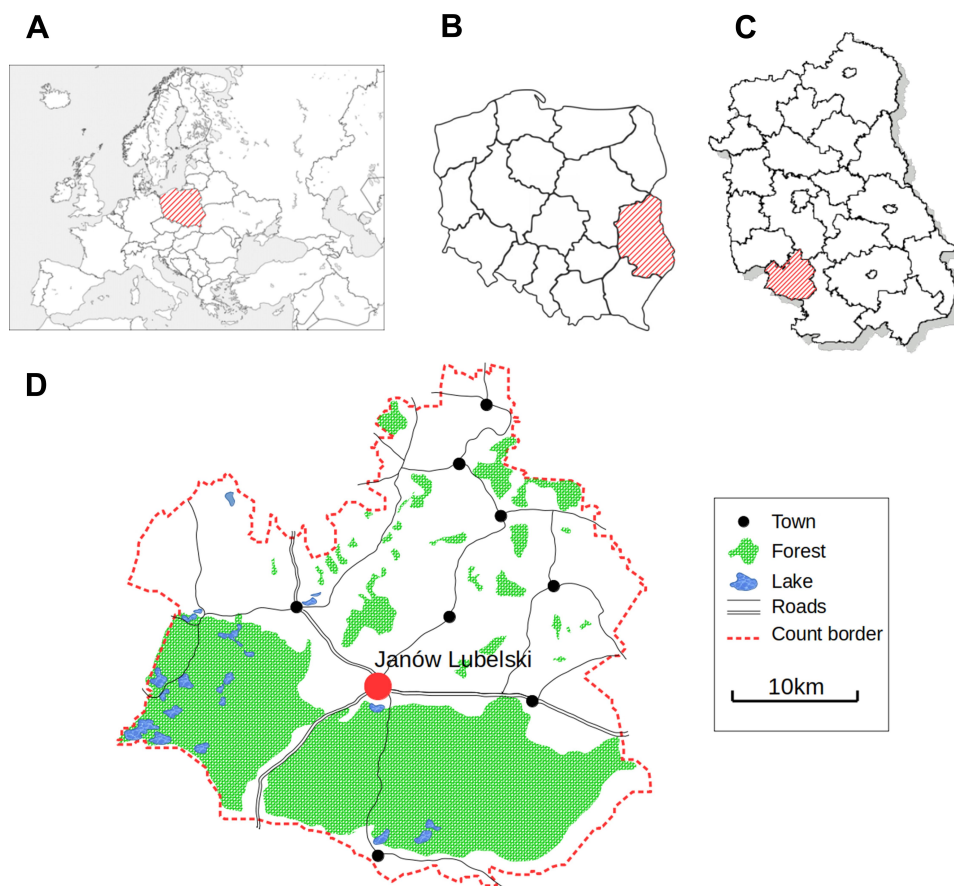 A
B
C
D
Janów Lubelski
Town
Forest
Lake
Roads
Count border
10km